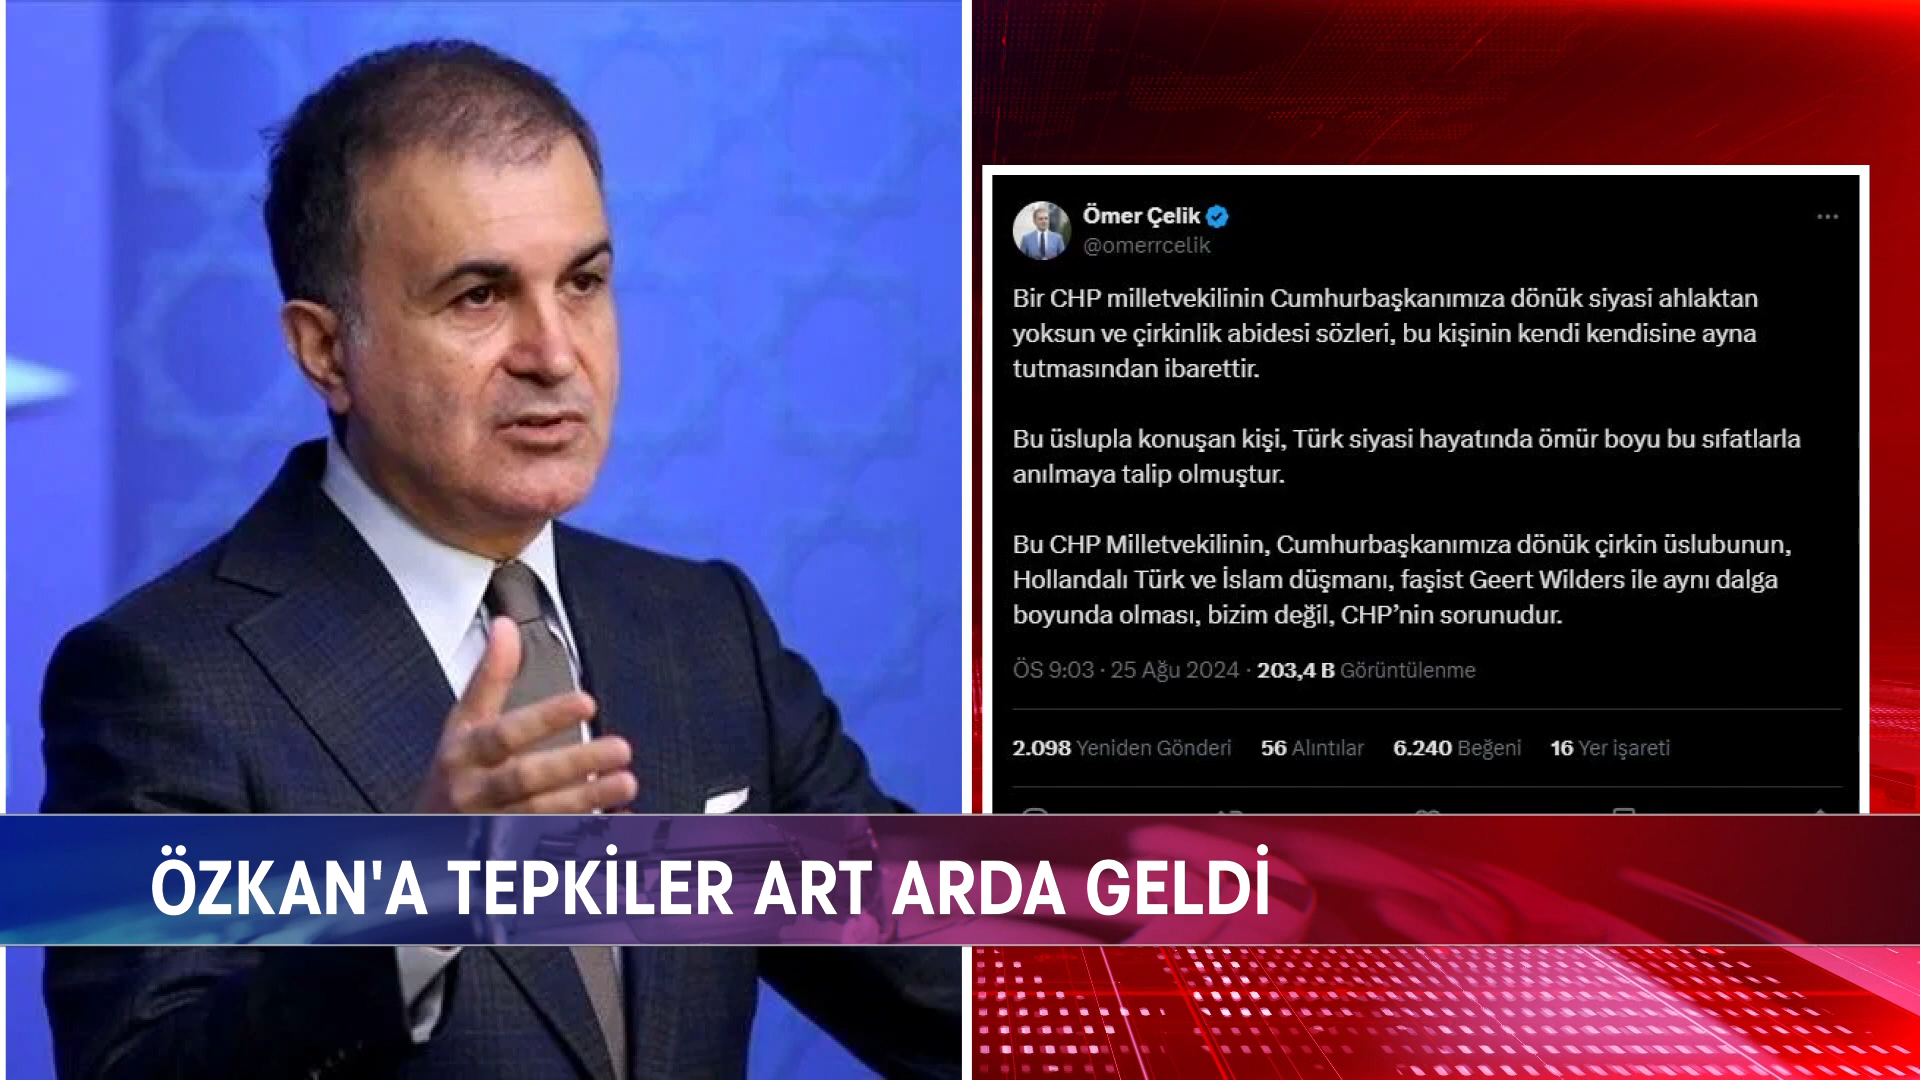 Ömer Çelik
@omerrcelik
Bir CHP milletvekilinin Cumhurbaşkanımıza dönük siyasi ahlaktan
yoksun ve çirkinlik abidesi sözleri, bu kişinin kendi kendisine ayna
tutmasından ibarettir.
Bu üslupla konuşan kişi, Türk siyasi hayatında ömür boyu bu sıfatlarla
anılmaya talip olmuştur.
Bu CHP Milletvekilinin, Cumhurbaşkanımıza dönük çirkin üslubunun,
Hollandalı Türk ve İslam düşmanı, faşist Geert Wilders ile aynı dalga
boyunda olması, bizim değil, CHP’nin sorunudur.
ÖS 9:03 · 25 Ağu 2024 · 203,4 B Görüntülenme
2.098 Yeniden Gönderi 56 Alıntılar 6.240 Beğeni 16 Yer işareti
ÖZKAN'A TEPKİLER ART ARDA GELDİ